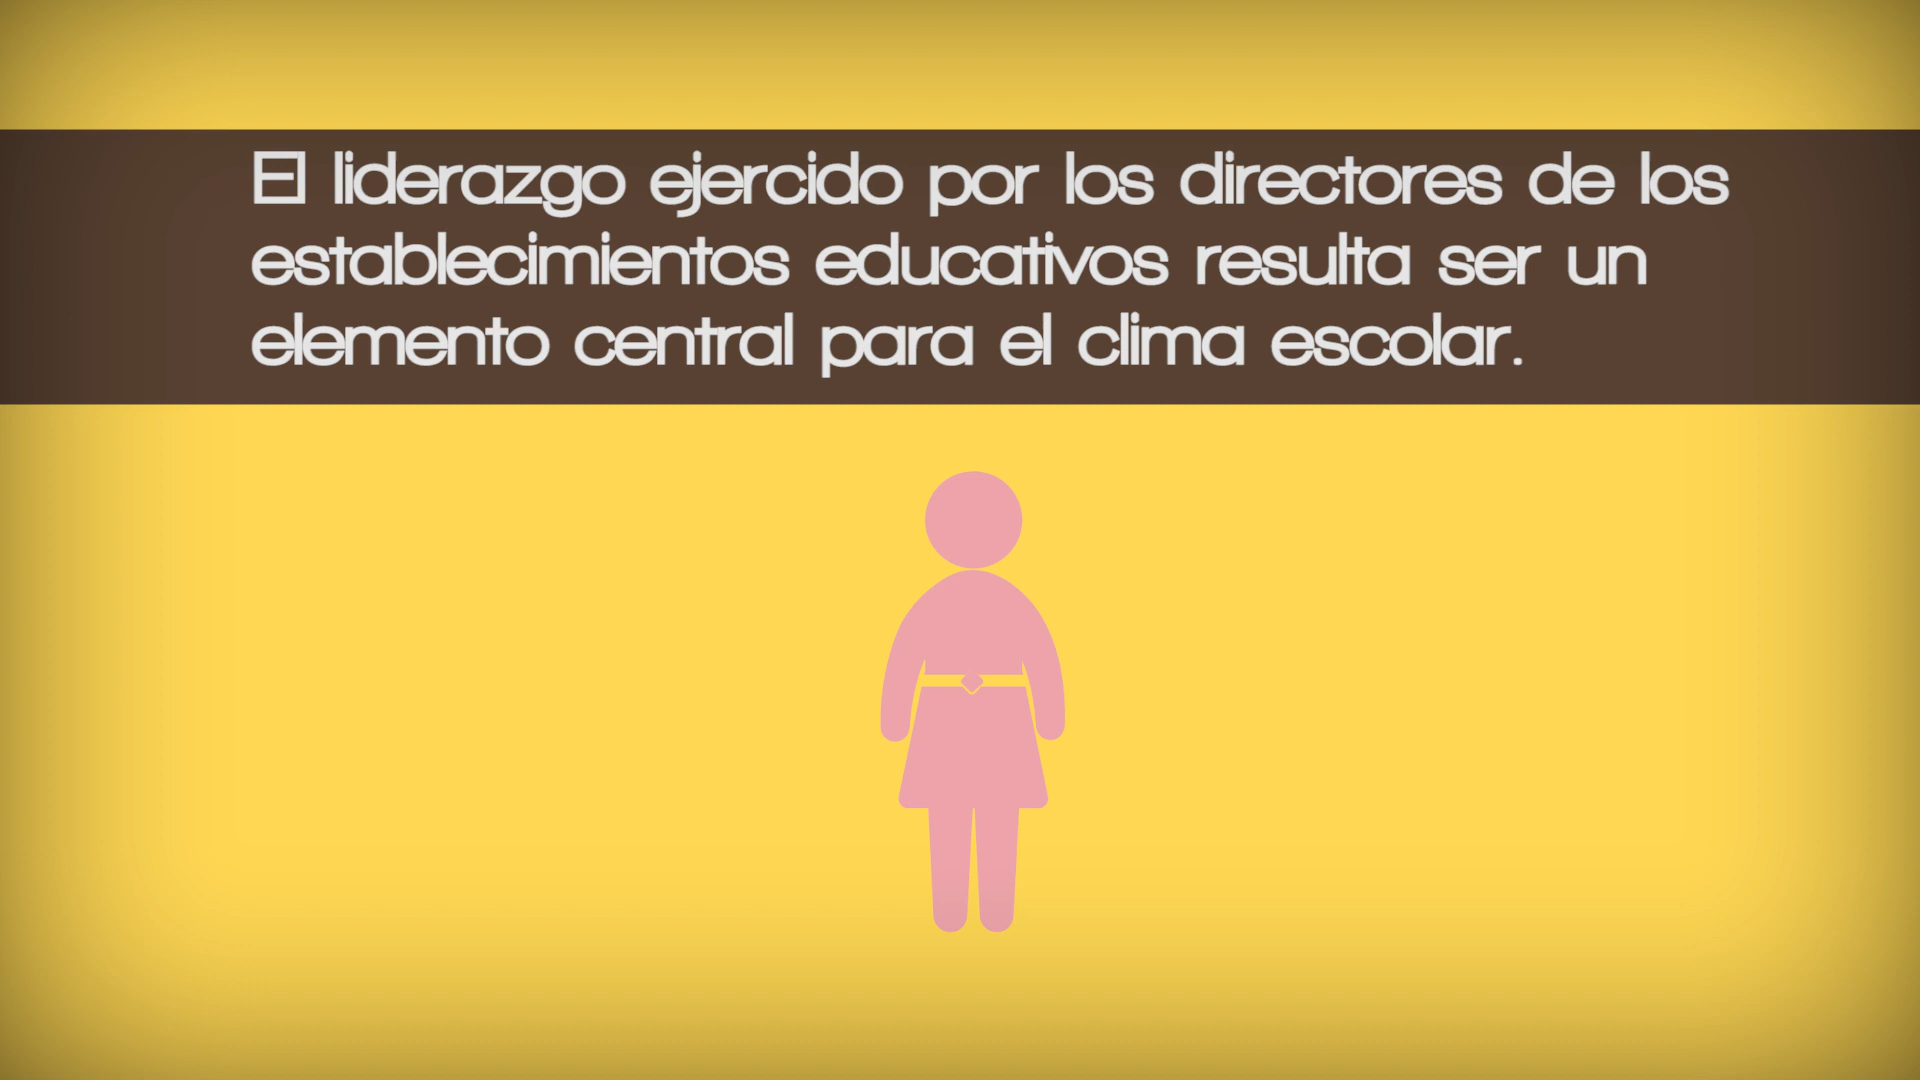 El liderazgo ejercido por los directores de los
establecimientos educativos resulta ser un
elemento central para el clima escolar.